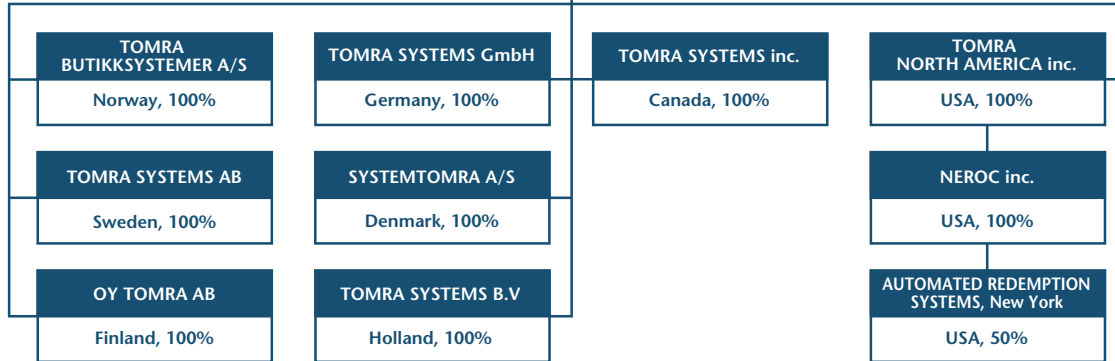 TOMRA
BUTIKKSYSTEMER A/S
Norway, 100%
TOMRA SYSTEMS GmbH
Germany, 100%
TOMRA SYSTEMS inc.
Canada, 100%
TOMRA
NORTH AMERICA inc.
USA, 100%
TOMRA SYSTEMS AB
Sweden, 100%
SYSTEMTOMRA A/S
Denmark, 100%
NEROC inc.
USA, 100%
OY TOMRA AB
Finland, 100%
TOMRA SYSTEMS B.V
Holland, 100%
AUTOMATED REDEMPTION
SYSTEMS, New York
USA, 50%